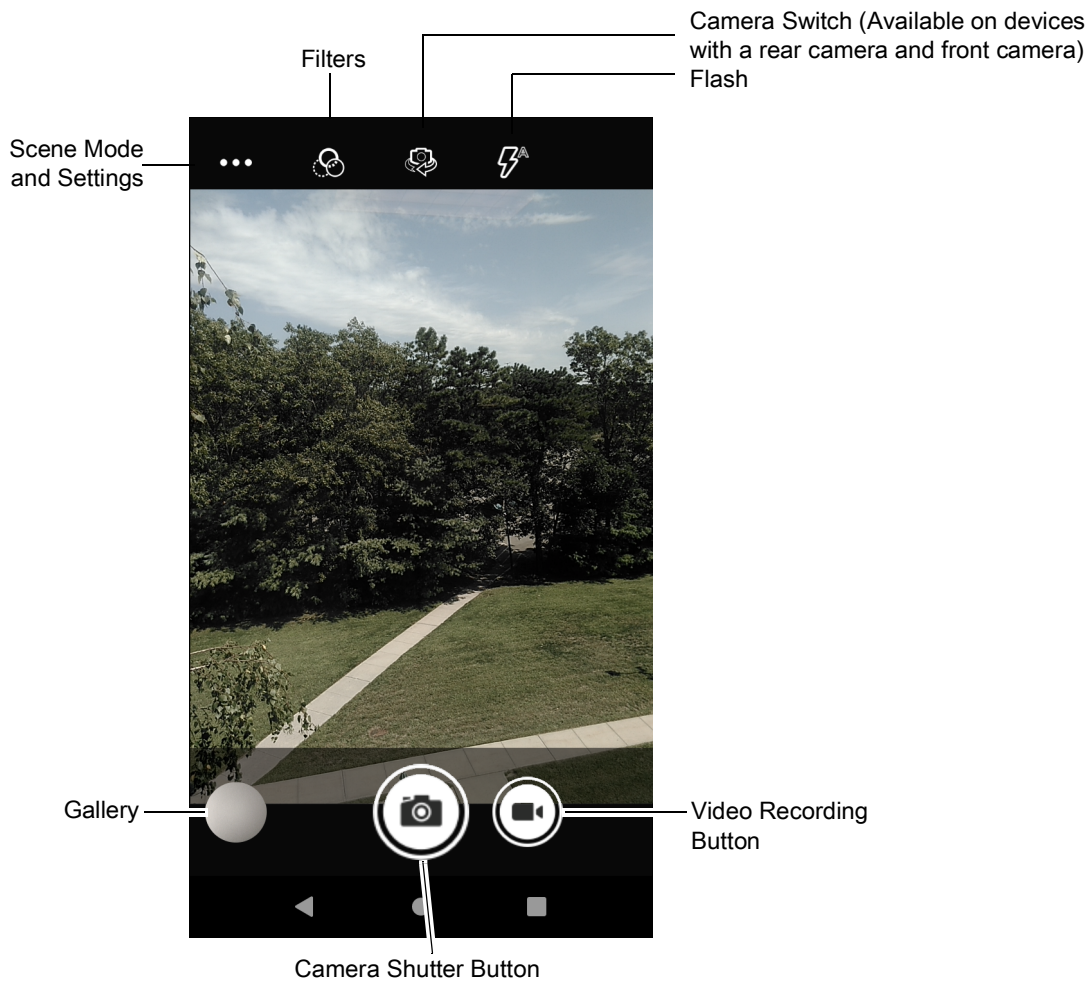 Camera Switch (Available on devices
with a rear camera and front camera)
Filters
Flash
Scene Mode
and Settings
A
Gallery
Video Recording
Button
Camera Shutter Button